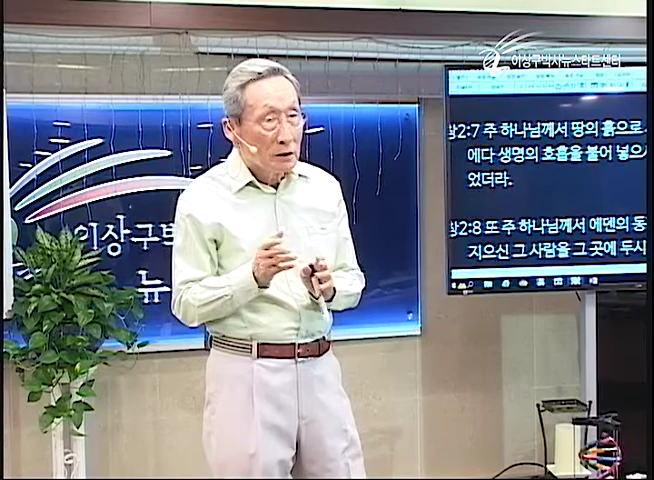 이상구박사뉴스타트센터
창2:7 주 하나님께서 땅의 흙으로
에다 생명의 호흡을 불어 넣으
었더라.
창2:8 또 주 하나님께서 에덴의 동
지으신 그 사람을 그 곳에 두시
이상구
뉴